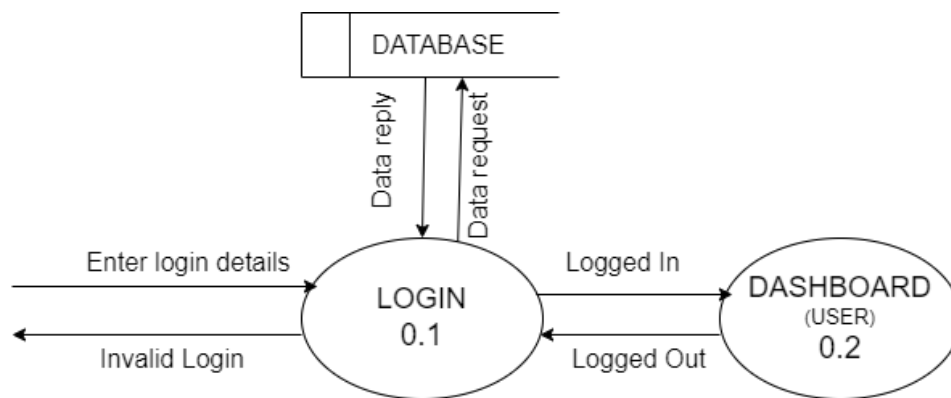 DATABASE
Data reply
Data request
Enter login details
Invalid Login
LOGIN
0.1
Logged In
Logged Out
DASHBOARD
(USER)
0.2